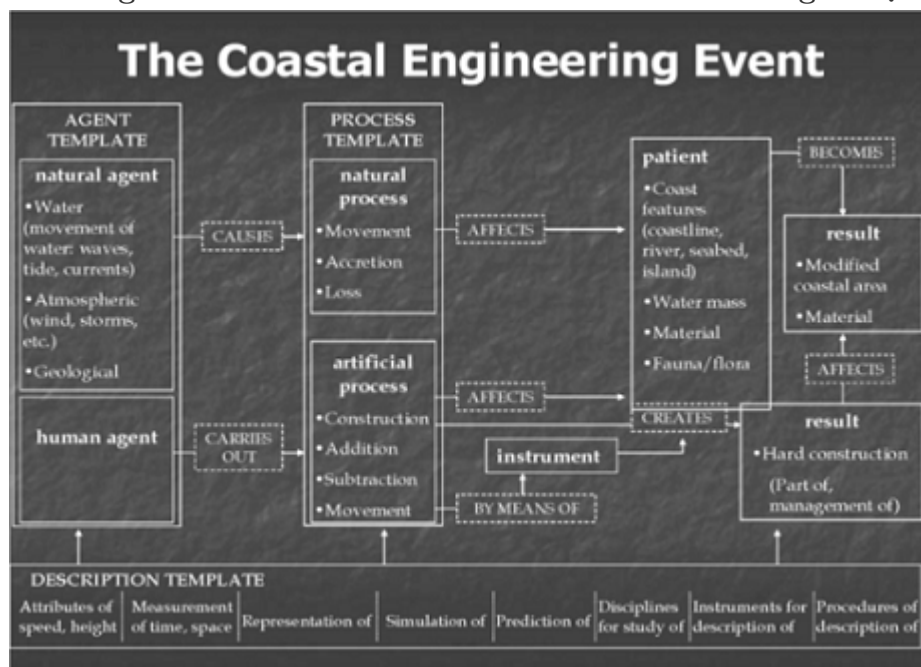 The Coastal Engineering Event
AGENT
TEMPLATE
natural agent
•Water
(movement of
water: waves,
tide, currents)
•Atmospheric
(wind, storms,
etc.)
•Geological
human agent
CAUSES
CARRIES
OUT
PROCESS
TEMPLATE
natural
process
•Movement
•Accretion
•Loss
artificial
process
•Construction
•Addition
•Subtraction
•Movement
AFFECTS
AFFECTS
instrument
BY MEANS OF
patient
•Coast
features
(coastline,
river, seabed,
island)
•Water mass
•Material
•Fauna/flora
CREATES
BECOMES
result
•Modified
coastal area
•Material
AFFECTS
result
•Hard construction
(Part of,
management of)
DESCRIPTION TEMPLATE
Attributes of
speed, height
Measurement
of time, space
Representation of
Simulation of
Prediction of
Disciplines
for study of
Instruments for
description of
Procedures of
description of